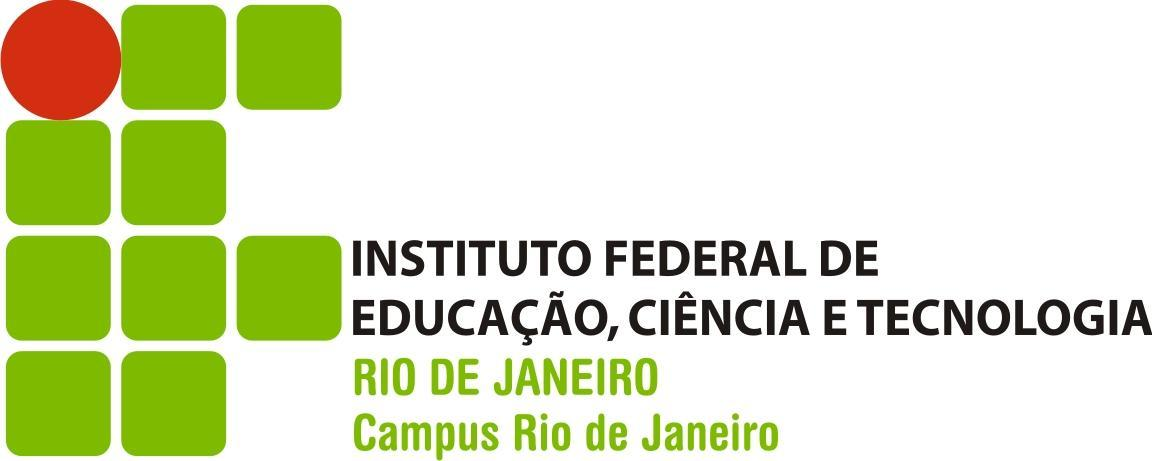 INSTITUTO FEDERAL DE
EDUCAÇÃO, CIÊNCIA E TECNOLOGIA
RIO DE JANEIRO
Campus Rio de Janeiro